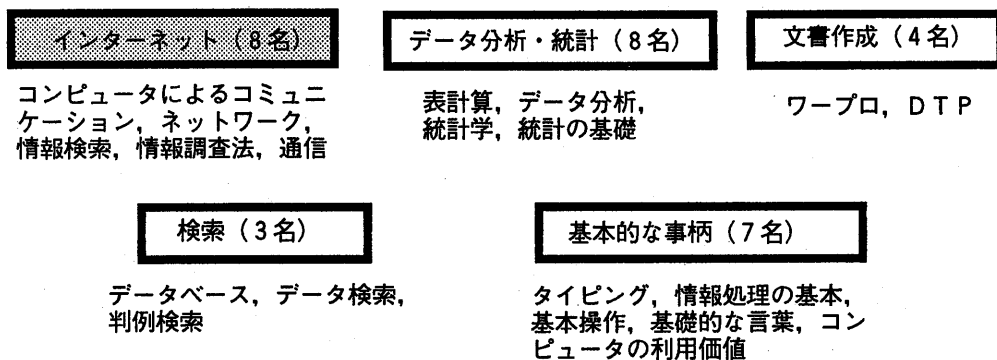 インターネット（8名）
コンピュータによるコミュニ
ケーション，ネットワーク，
情報検索，情報調査法，通信
データ分析・統計（8名）
表計算，データ分析，
統計学，統計の基礎
文書作成（4名）
ワープロ，ＤＴＰ
検索（3名）
データベース，データ検索，
判例検索
基本的な事柄（7名）
タイピング，情報処理の基本，
基本操作，基礎的な言葉，コン
ピュータの利用価値